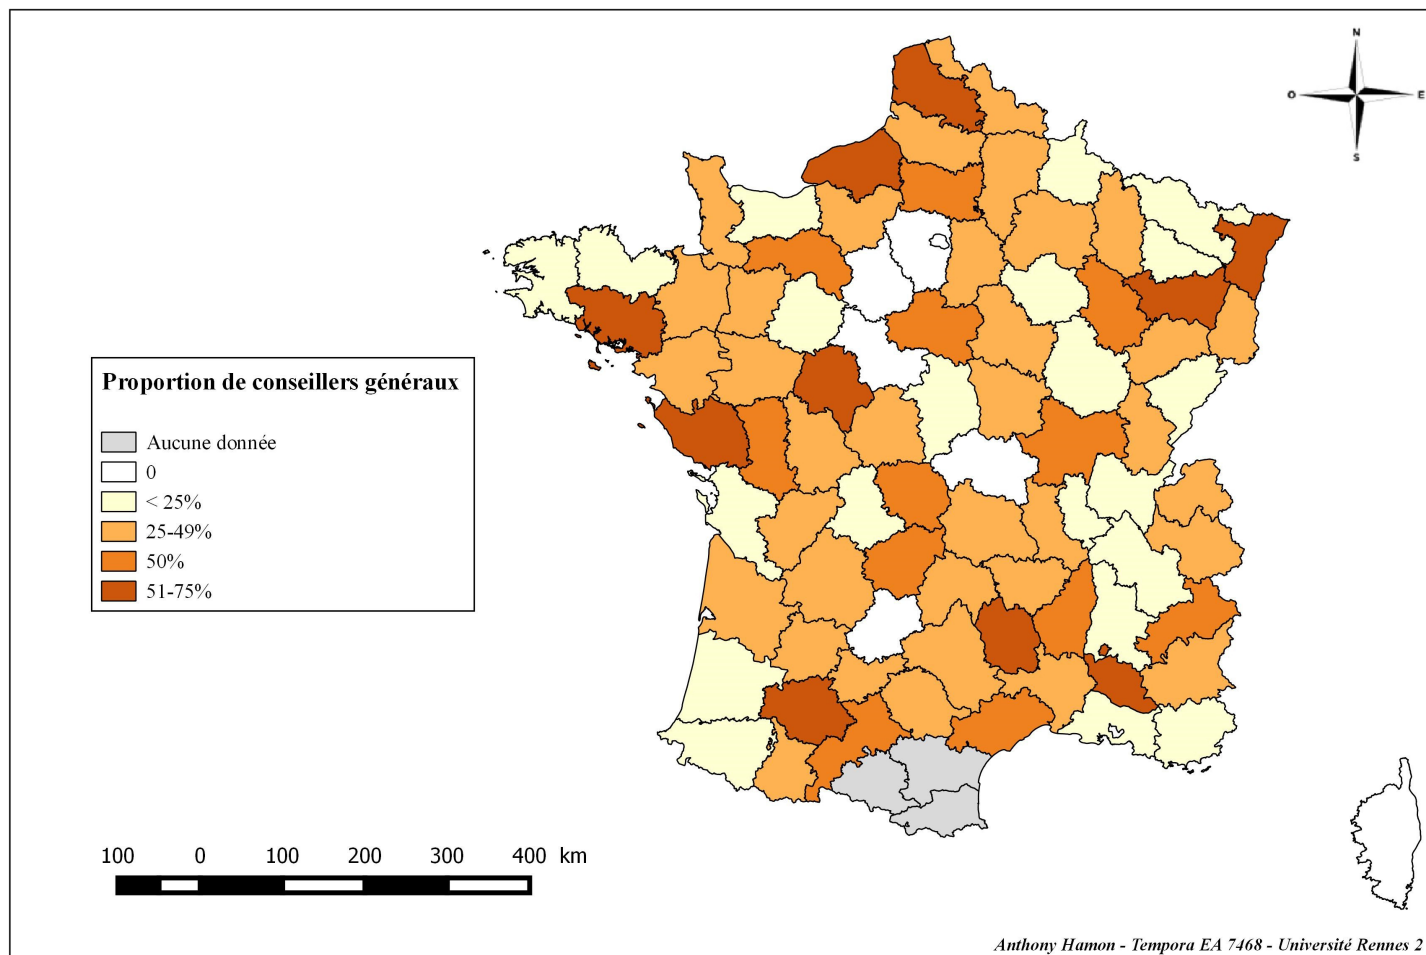 N
O
E
S
Proportion de conseillers généraux
Aucune donnée
0
< 25%
25-49%
50%
51-75%
100 0 100 200 300 400 km
Anthony Hamon - Tempora EA 7468 - Université Rennes 2